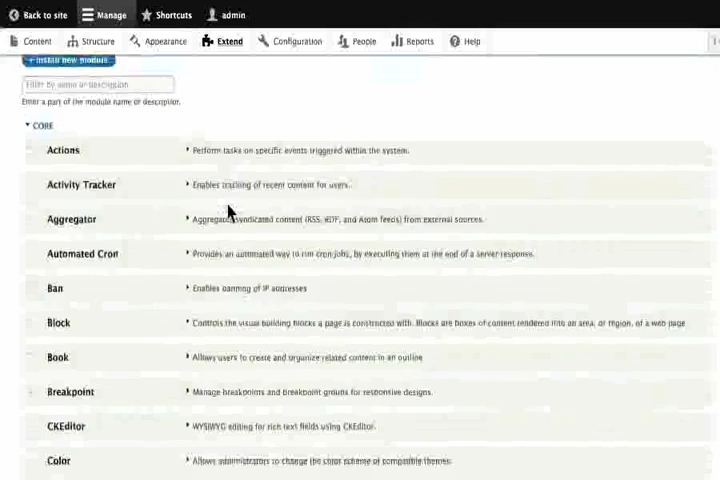 Back to site Manage Shortcuts admin
Content Structure Appearance Extend Configuration People Reports Help
+ Install new module
Filter by name or description
Enter a part of the module name or description.
CORE
Actions Perform tasks on specific events triggered within the system.
Activity Tracker Enables tracking of recent content for users.
Aggregator Aggregates syndicated content (RSS, RDF, and Atom feeds) from external sources.
Automated Cron Provides an automated way to run cron jobs, by executing them at the end of a server response.
Ban Enables banning of IP addresses
Block Controls the visual building blocks a page is constructed with. Blocks are boxes of content rendered into an area, or region, of a web page
Book Allows users to create and organize related content in an outline
Breakpoint Manage breakpoints and breakpoint groups for responsive designs.
CKEditor WYSIWYG editing for rich text fields using CKEditor.
Color Allows administrators to change the color scheme of compatible themes.